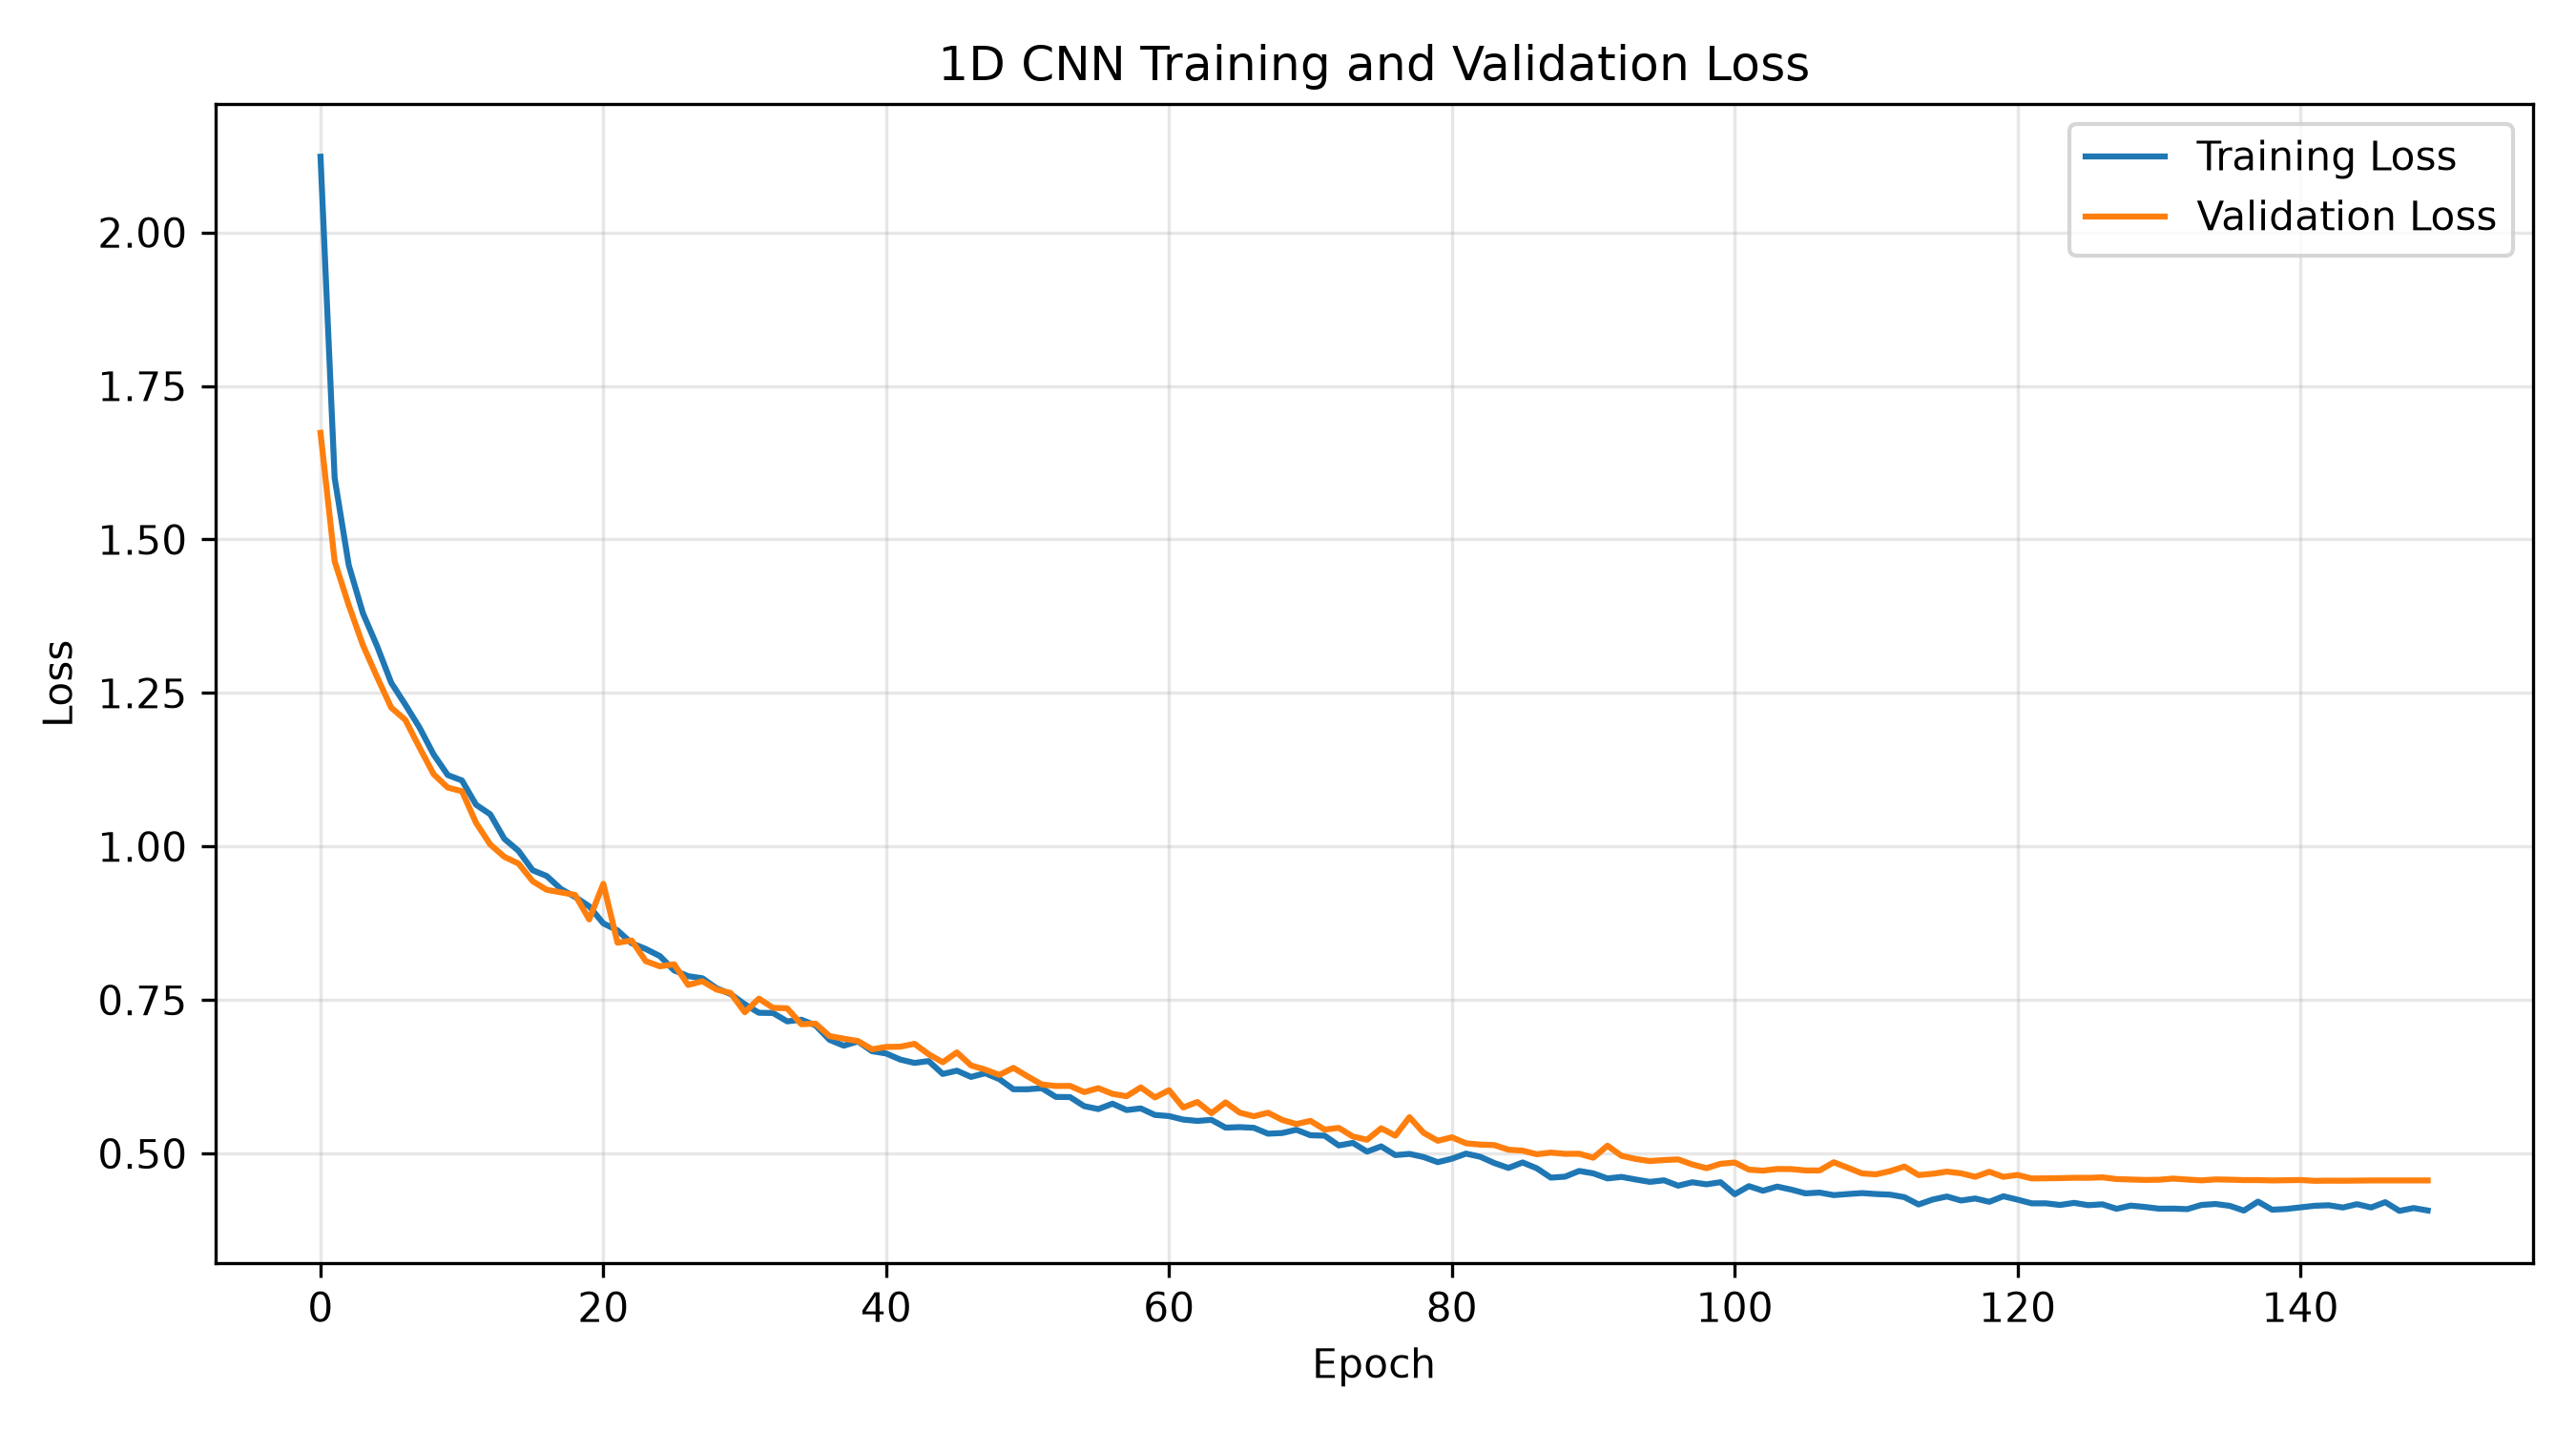 1D CNN Training and Validation Loss
Training Loss
Validation Loss
2.00
1.75
1.50
1.25
1.00
0.75
0.50
Loss
0 20 40 60 80 100 120 140
Epoch